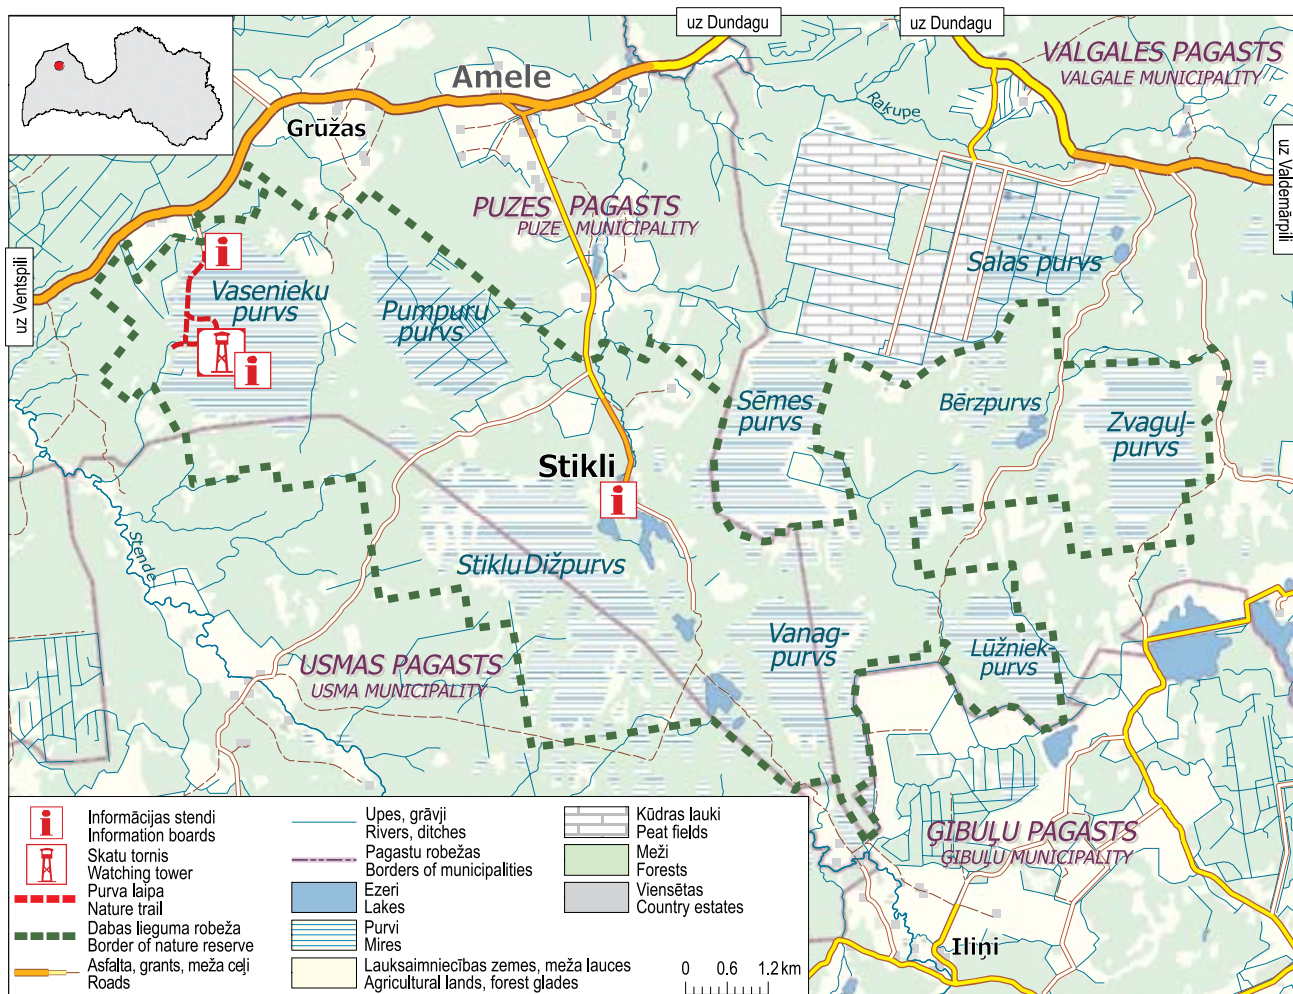 uz Dundagu
uz Dundagu
VALGALES PAGASTS
VALGALE MUNICIPALITY
Amele
Grūžas
Raķupe
uz Valdemārpili
PUZES PAGASTS
PUZE MUNICIPALITY
uz Ventspili
Salas purvs
Vasenieku
purvs
Pumpuru
purvs
Sēmes
purvs
Bērzpurvs
Zvaguļ-
purvs
Stikli
Stende
Stiklu Dižpurvs
Vanag-
purvs
Lūžniek-
purvs
USMAS PAGASTS
USMA MUNICIPALITY
ĢIBUĻU PAGASTS
ĢIBUĻU MUNICIPALITY
Iliņi
Informācijas stendi
Information boards
Skatu tornis
Watching tower
Purva laipa
Nature trail
Dabas lieguma robeža
Border of nature reserve
Asfalta, grants, meža ceļi
Roads
Upes, grāvji
Rivers, ditches
Pagastu robežas
Borders of municipalities
Ezeri
Lakes
Purvi
Mires
Lauksaimniecības zemes, meža lauces
Agricultural lands, forest glades
Kūdras lauki
Peat fields
Meži
Forests
Viensētas
Country estates
0 0,6 1,2 km